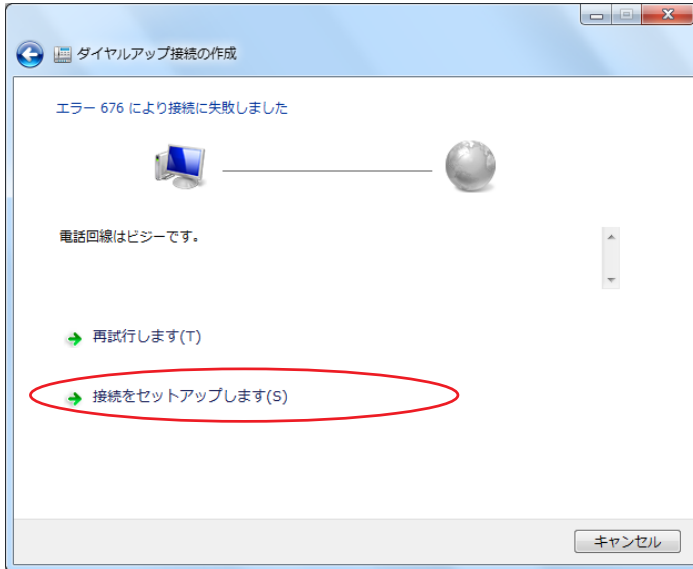 ダイヤルアップ接続の作成
エラー 676 により接続に失敗しました
電話回線はビジーです。
再試行します(T)
接続をセットアップします(S)
キャンセル